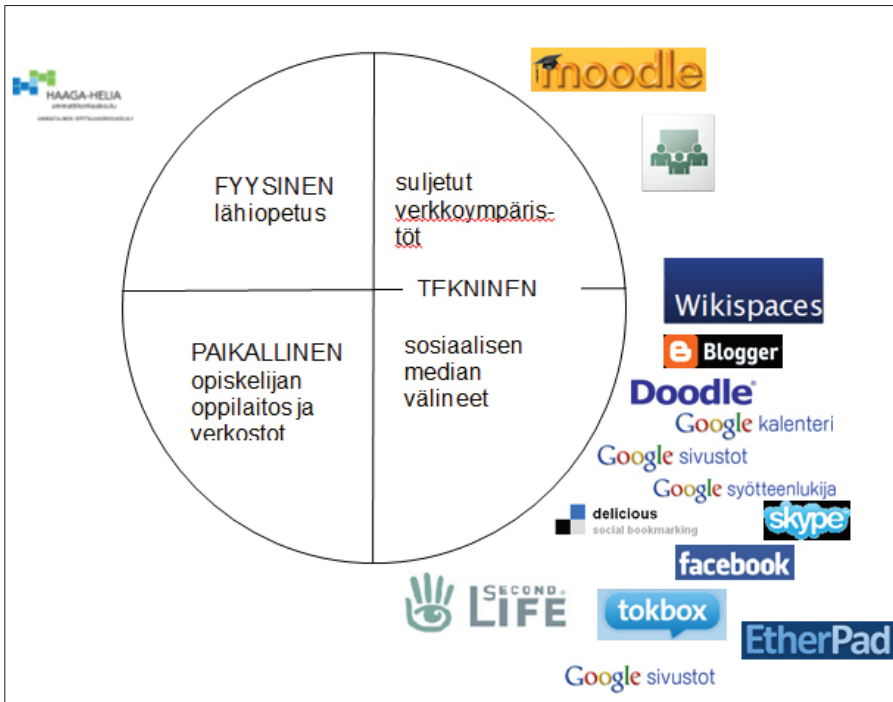 HAAGA-HELIA
ammattikorkeakoulu
FYYSINEN
lähiopetus
suljetut
verkkoympäris-
töt
TEKNINEN
PAIKALLINEN
opiskelijan
oppilaitos ja
verkostot
sosiaalisen
median
välineet
moodle
Wikispaces
Blogger
Doodle
Google kalenteri
Google sivustot
Google syötteenlukija
delicious
social bookmarking
skype
facebook
SECOND
LIFE
tokbox
EtherPad
Google sivustot